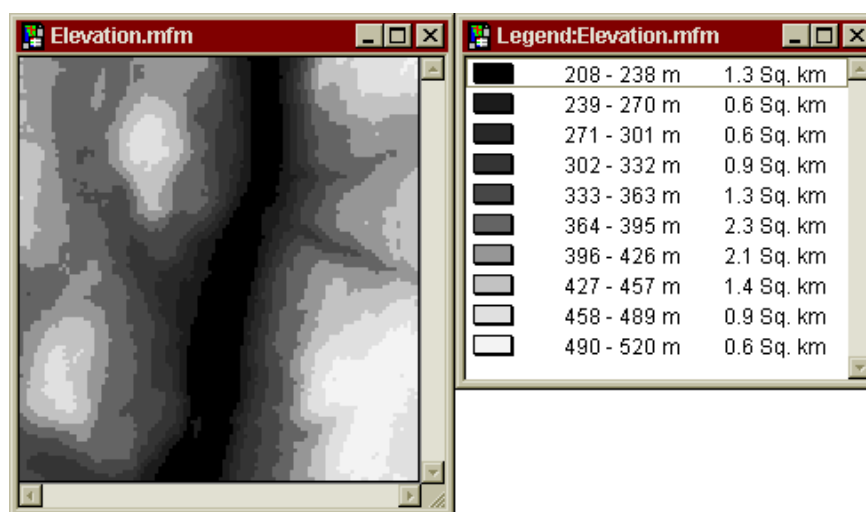 Elevation.mfm
Legend:Elevation.mfm
208 - 238 m 1.3 Sq. km
239 - 270 m 0.6 Sq. km
271 - 301 m 0.6 Sq. km
302 - 332 m 0.9 Sq. km
333 - 363 m 1.3 Sq. km
364 - 395 m 2.3 Sq. km
396 - 426 m 2.1 Sq. km
427 - 457 m 1.4 Sq. km
458 - 489 m 0.9 Sq. km
490 - 520 m 0.6 Sq. km